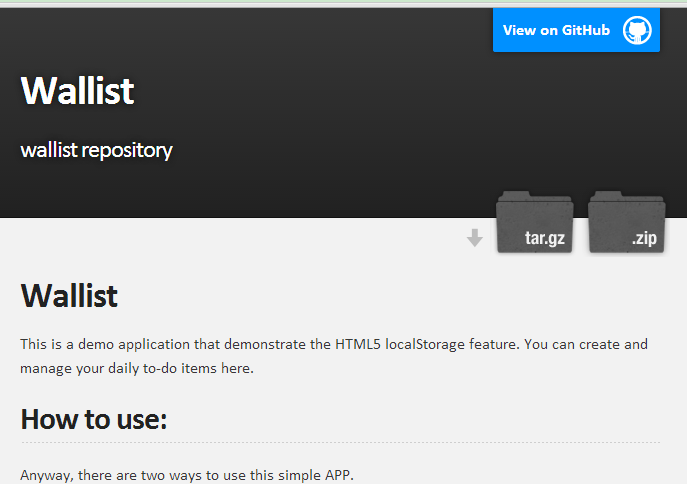 View on GitHub
Wallist
wallist repository
tar.gz
.zip
Wallist
This is a demo application that demonstrate the HTML5 localStorage feature. You can create and
manage your daily to-do items here.
How to use:
Anyway, there are two ways to use this simple APP.